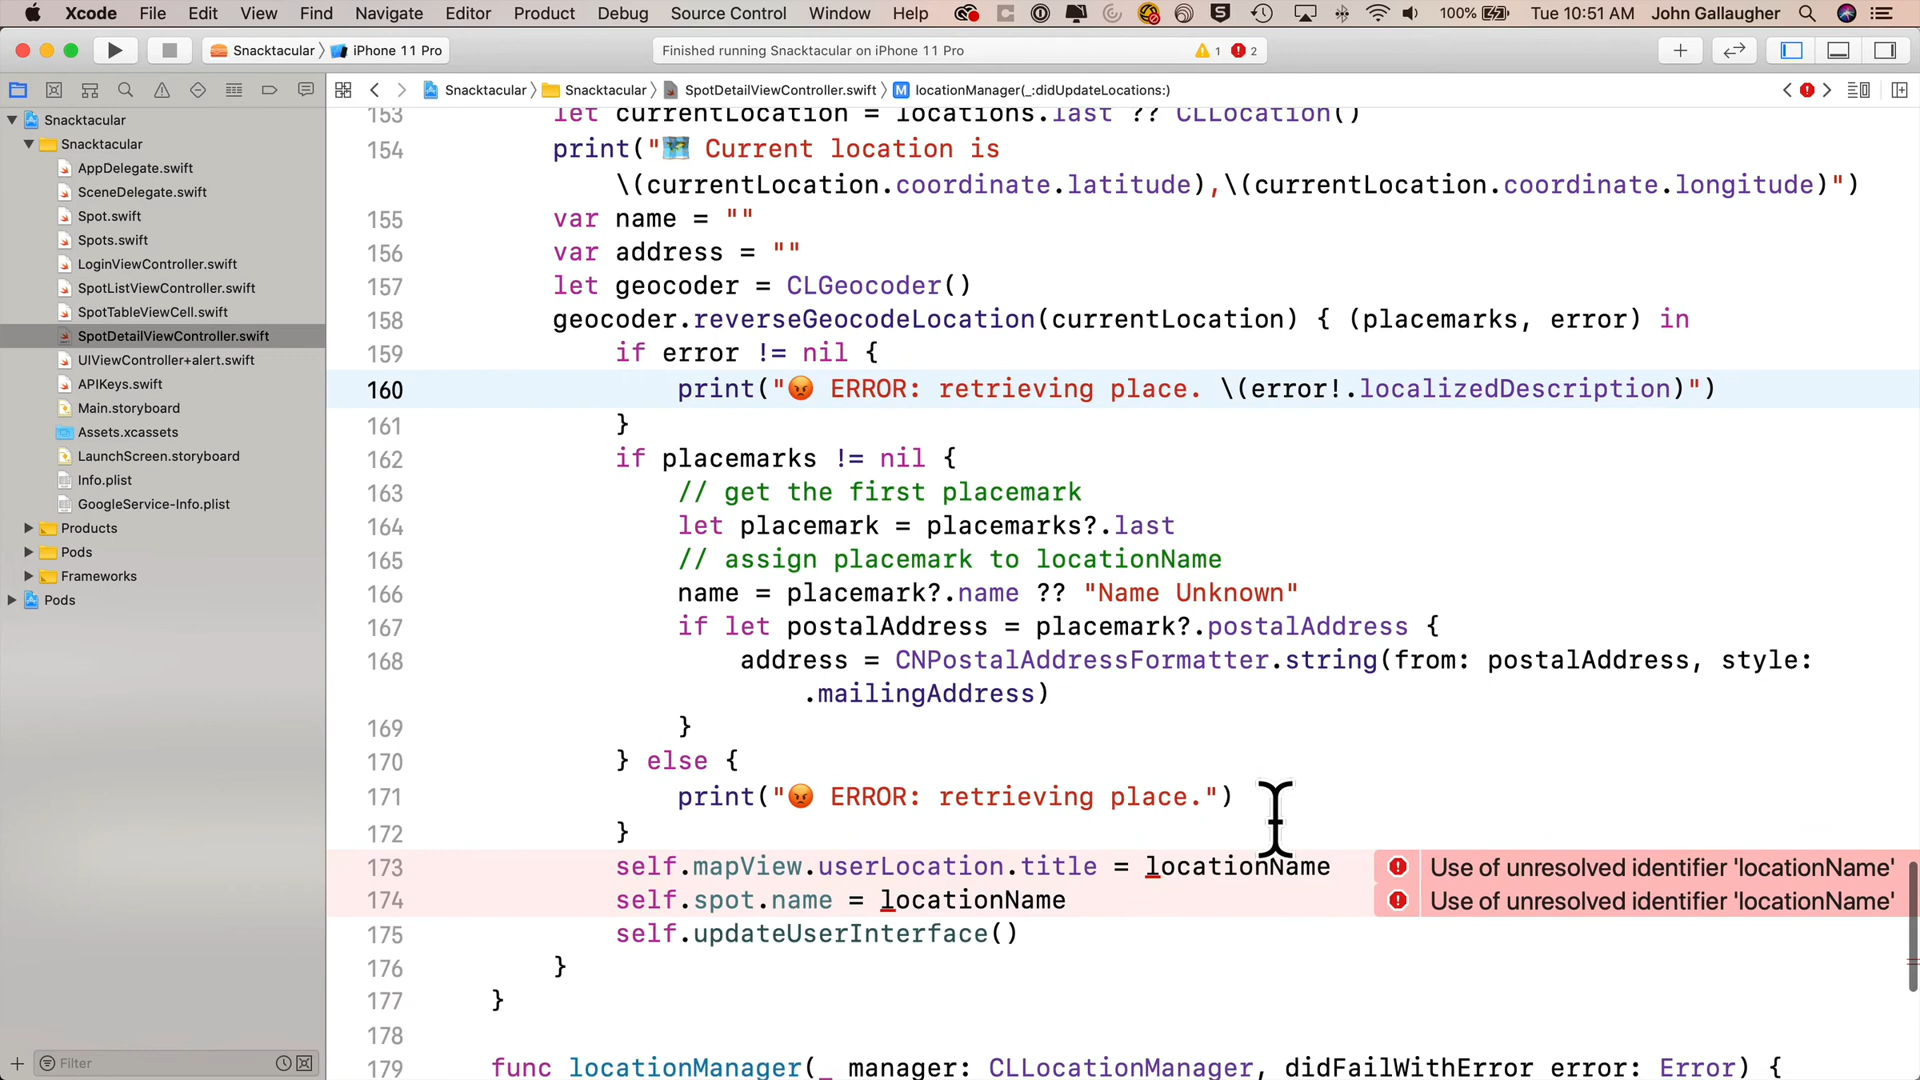 Xcode File Edit View Find Navigate Editor Product Debug Source Control Window Help 100% Tue 10:51 AM John Gallaugher
Snacktacular iPhone 11 Pro Finished running Snacktacular on iPhone 11 Pro 1 2
Snacktacular Snacktacular SpotDetailViewController.swift M locationManager(_:didUpdateLocations:)
Snacktacular
Snacktacular
AppDelegate.swift
SceneDelegate.swift
Spot.swift
Spots.swift
LoginViewController.swift
SpotListViewController.swift
SpotTableViewCell.swift
SpotDetailViewController.swift
UIViewController+alert.swift
APIKeys.swift
Main.storyboard
Assets.xcassets
LaunchScreen.storyboard
Info.plist
GoogleService-Info.plist
Products
Pods
Frameworks
Pods
Filter
153 let currentLocation = locations.last ?? CLLocation()
154 print("🗺 Current location is
\(currentLocation.coordinate.latitude),\(currentLocation.coordinate.longitude)")
155 var name = ""
156 var address = ""
157 let geocoder = CLGeocoder()
158 geocoder.reverseGeocodeLocation(currentLocation) { (placemarks, error) in
159 if error != nil {
160 print("😡 ERROR: retrieving place. \(error!.localizedDescription)")
161 }
162 if placemarks != nil {
163 // get the first placemark
164 let placemark = placemarks?.last
165 // assign placemark to locationName
166 name = placemark?.name ?? "Name Unknown"
167 if let postalAddress = placemark?.postalAddress {
168 address = CNPostalAddressFormatter.string(from: postalAddress, style:
.mailingAddress)
169 }
170 } else {
171 print("😡 ERROR: retrieving place.")
172 }
173 self.mapView.userLocation.title = locationName Use of unresolved identifier 'locationName'
174 self.spot.name = locationName Use of unresolved identifier 'locationName'
175 self.updateUserInterface()
176 }
177 }
178
179 func locationManager(_ manager: CLLocationManager, didFailWithError error: Error) {